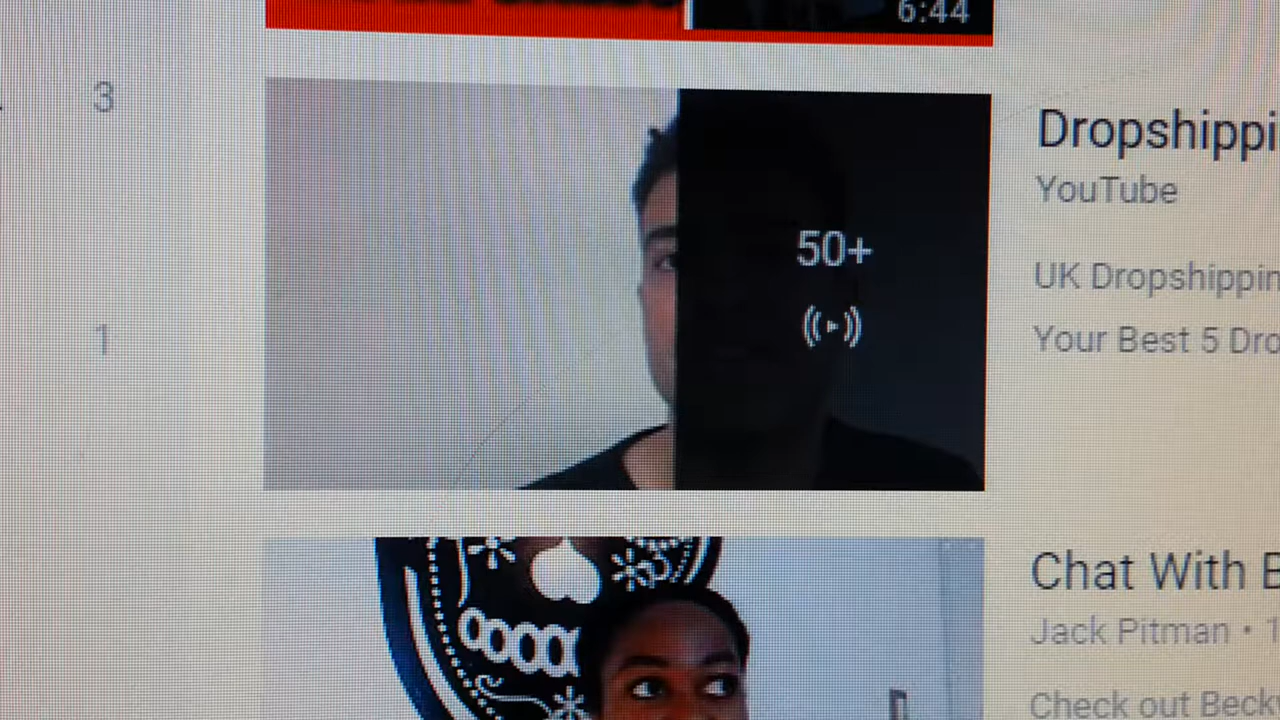 6:44
3
Dropshippi
YouTube
50+
UK Dropshippin
1
Your Best 5 Dro
Chat With
Jack Pitman •
Check out Beck